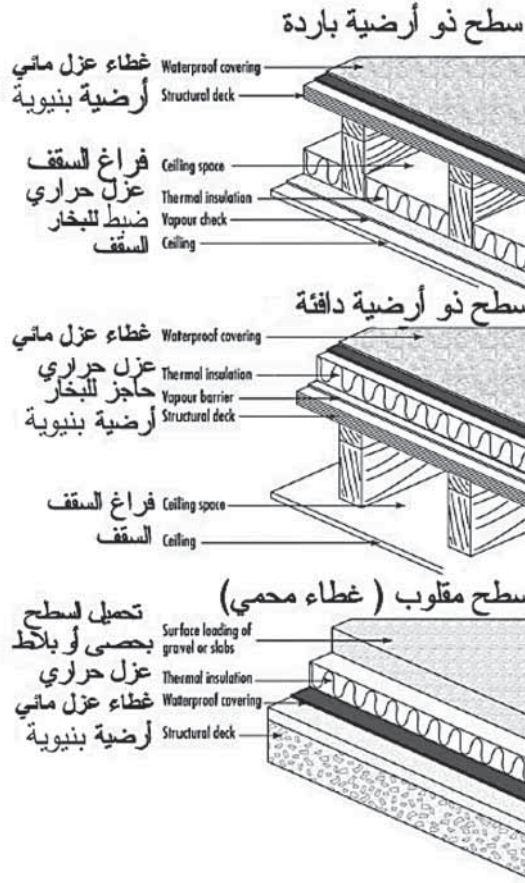 سطح ذو أرضية باردة
غطاء عزل مائي Waterproof covering
أرضية بنيوية Structural deck
فراغ السقف Ceiling space
عزل حراري Thermal insulation
ضبط للبخار Vapour check
السقف Ceiling
سطح ذو أرضية دافئة
غطاء عزل مائي Waterproof covering
عزل حراري Thermal insulation
حاجز للبخار Vapour barrier
أرضية بنيوية Structural deck
فراغ السقف Ceiling space
السقف Ceiling
سطح مقلوب ( غطاء محمي)
تحميل لسطح Surface loading of
بحصى أو بلاط gravel or slabs
عزل حراري Thermal insulation
غطاء عزل مائي Waterproof covering
أرضية بنيوية Structural deck